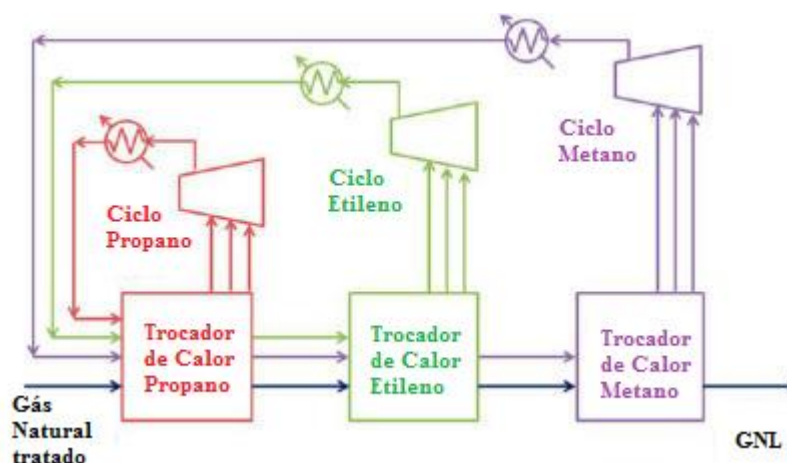 Ciclo
Metano
Ciclo
Etileno
Ciclo
Propano
Trocador
de Calor
Propano
Trocador
de Calor
Etileno
Trocador
de Calor
Metano
Gás
Natural
tratado
GNL